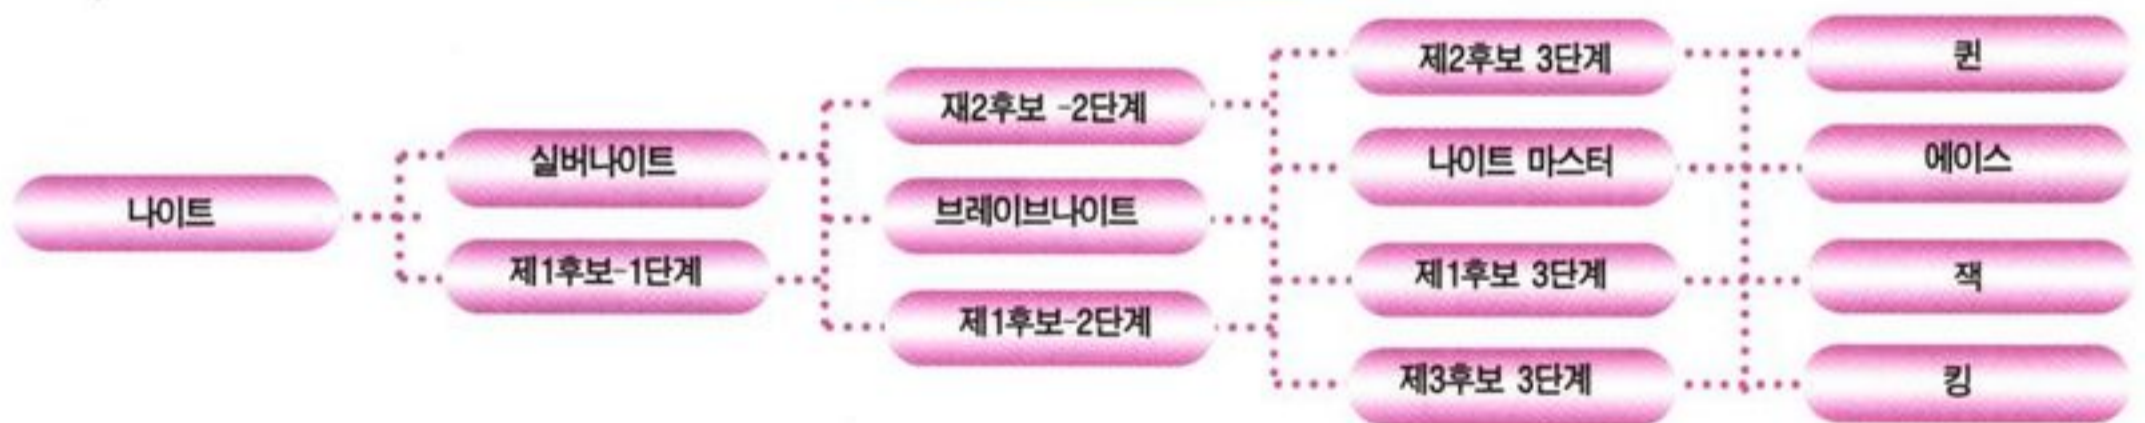 나이트
실버나이트
제1후보-1단계
재2후보 -2단계
브레이브나이트
제1후보-2단계
제2후보 3단계
나이트 마스터
제1후보 3단계
제3후보 3단계
퀸
에이스
잭
킹